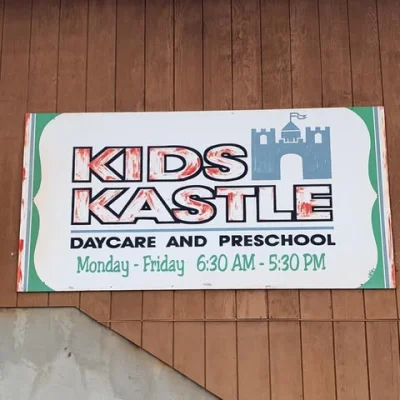 KIDS
KASTLE
DAYCARE AND PRESCHOOL
Monday - Friday 6:30 AM - 5:30 PM